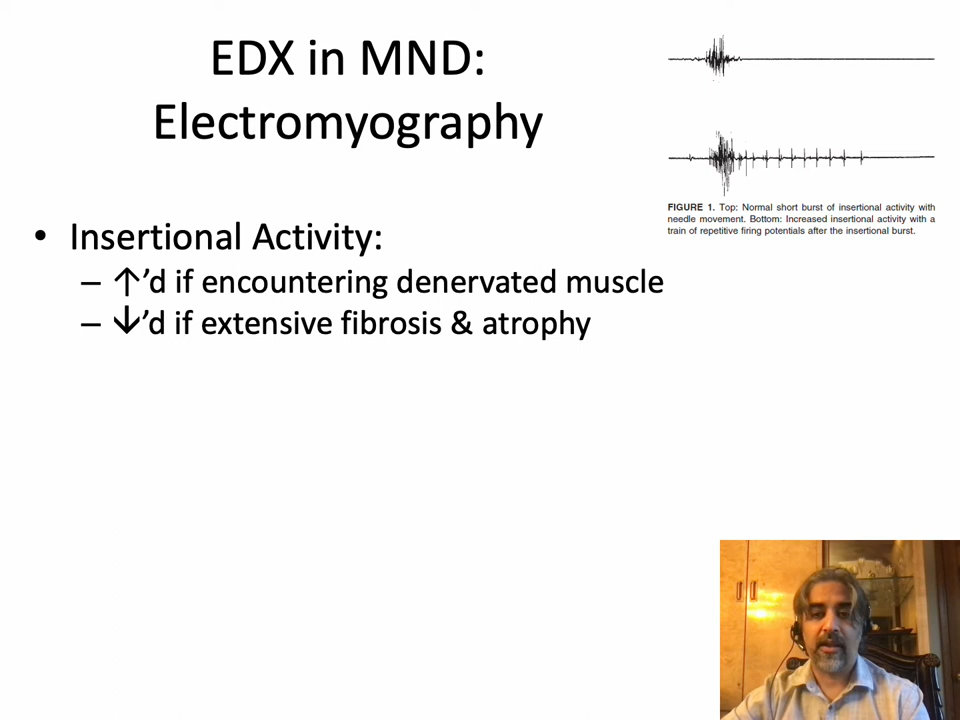 EDX in MND:
Electromyography
FIGURE 1. Top: Normal short burst of insertional activity with
needle movement. Bottom: Increased insertional activity with a
train of repetitive firing potentials after the insertional burst.
• Insertional Activity:
– ↑’d if encountering denervated muscle
– ↓’d if extensive fibrosis & atrophy